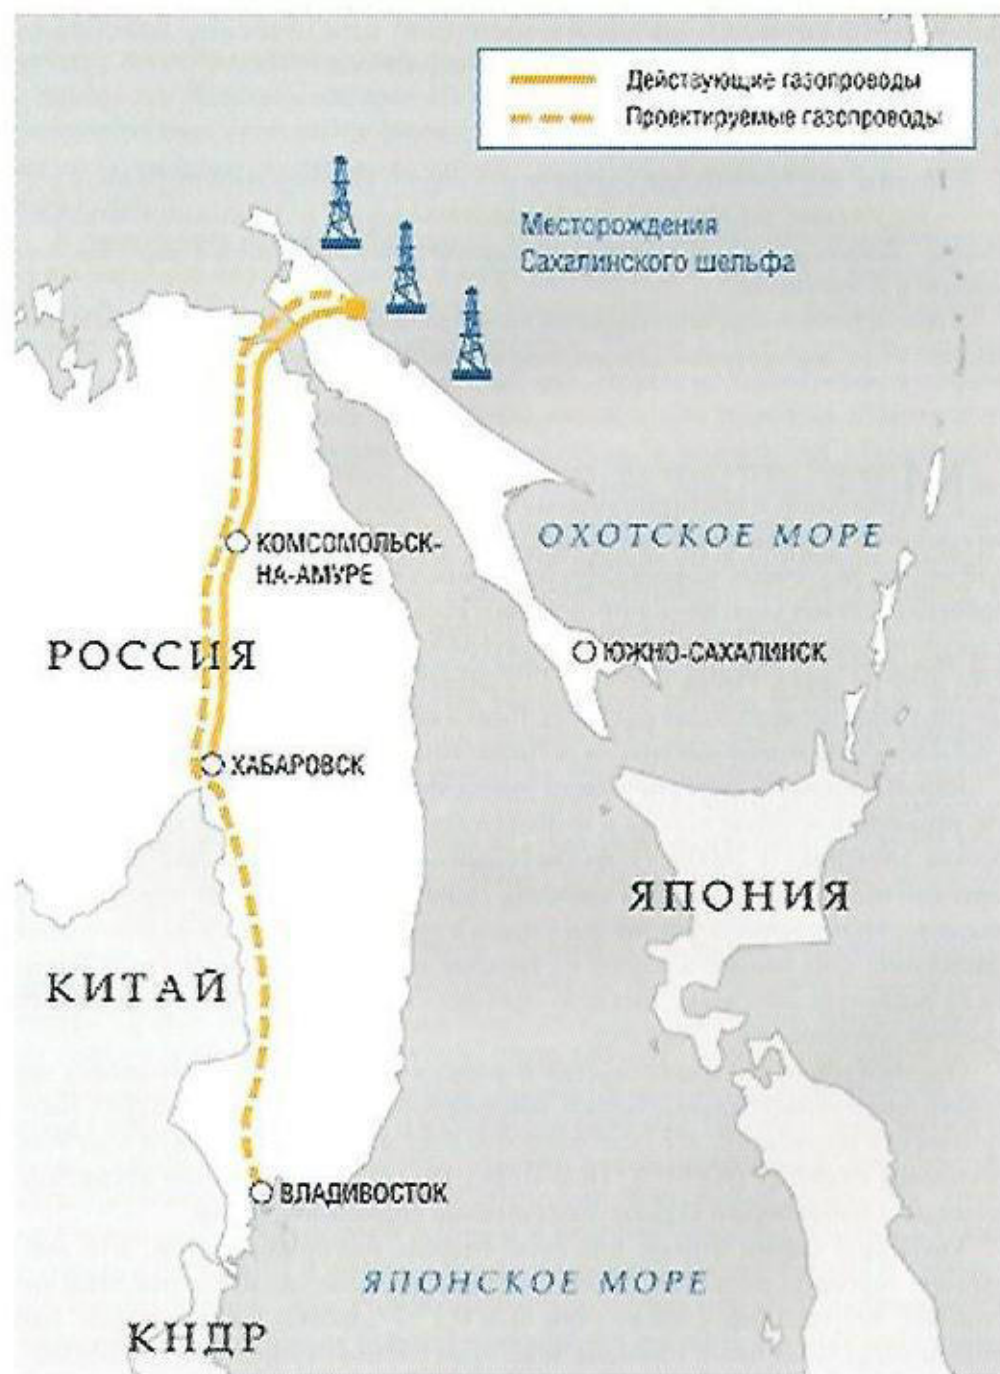 Действующие газопроводы
Проектируемые газопроводы
Месторождения
Сахалинского шельфа
ОХОТСКОЕ МОРЕ
КОМСОМОЛЬСК-
НА-АМУРЕ
РОССИЯ
ЮЖНО-САХАЛИНСК
ХАБАРОВСК
ЯПОНИЯ
КИТАЙ
ВЛАДИВОСТОК
ЯПОНСКОЕ МОРЕ
КНДР